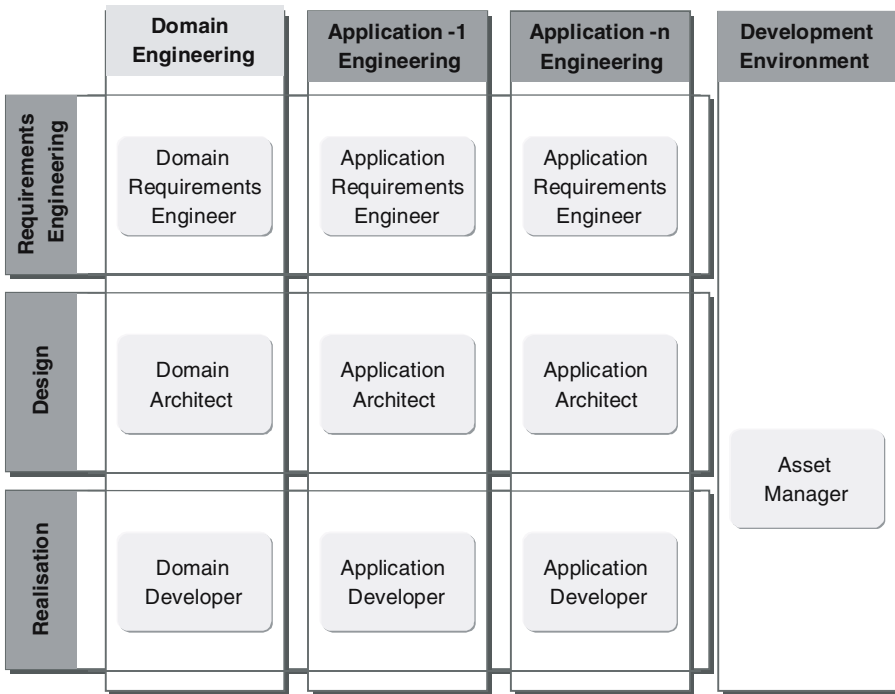 Domain
Engineering
Application -1
Engineering
Application -n
Engineering
Development
Environment
Requirements
Engineering
Domain
Requirements
Engineer
Application
Requirements
Engineer
Application
Requirements
Engineer
Design
Domain
Architect
Application
Architect
Application
Architect
Asset
Manager
Realisation
Domain
Developer
Application
Developer
Application
Developer